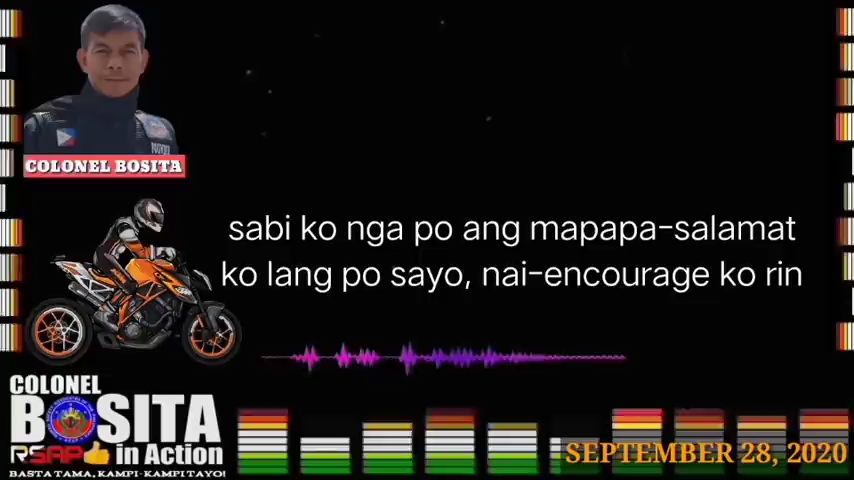 COLONEL BOSITA
sabi ko nga po ang mapapa-salamat
ko lang po sayo, nai-encourage ko rin
COLONEL
BOSITA
RSAP in Action
BASTA TAMA, KAMPI-KAMPI TAYO!
SEPTEMBER 28, 2020